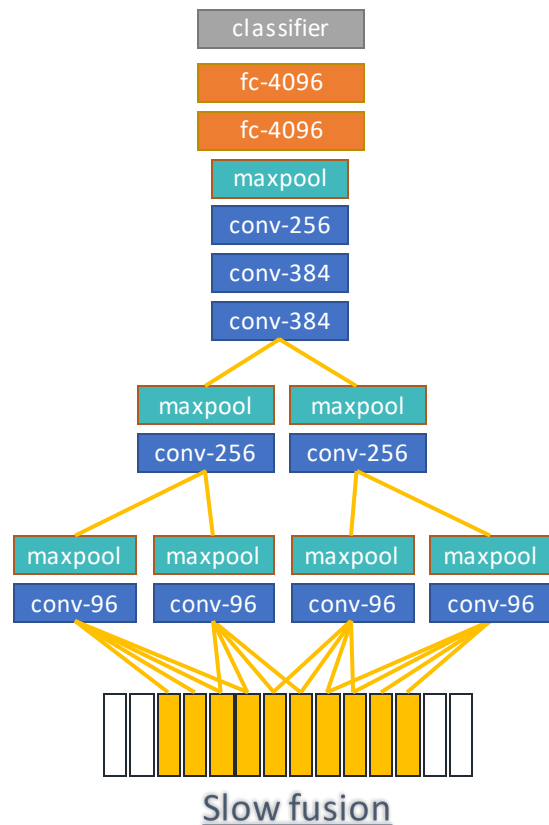 classifier
fc-4096
fc-4096
maxpool
conv-256
conv-384
conv-384
maxpool maxpool
conv-256 conv-256
maxpool maxpool maxpool maxpool
conv-96 conv-96 conv-96 conv-96
Slow fusion